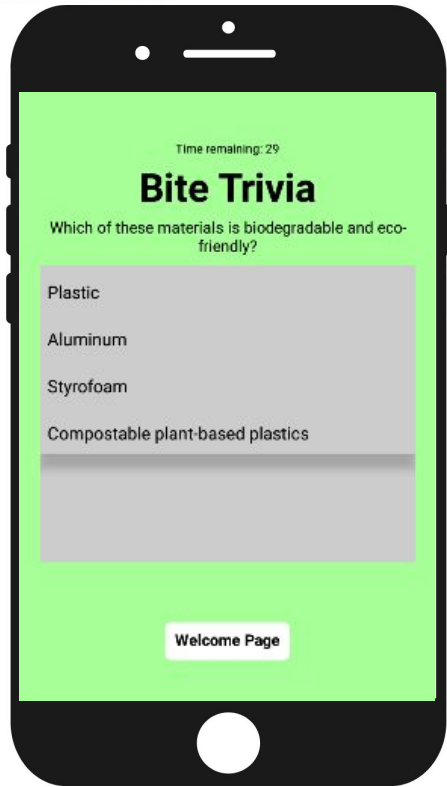 Time remaining: 29
Bite Trivia
Which of these materials is biodegradable and eco-
friendly?
Plastic
Aluminum
Styrofoam
Compostable plant-based plastics
Welcome Page